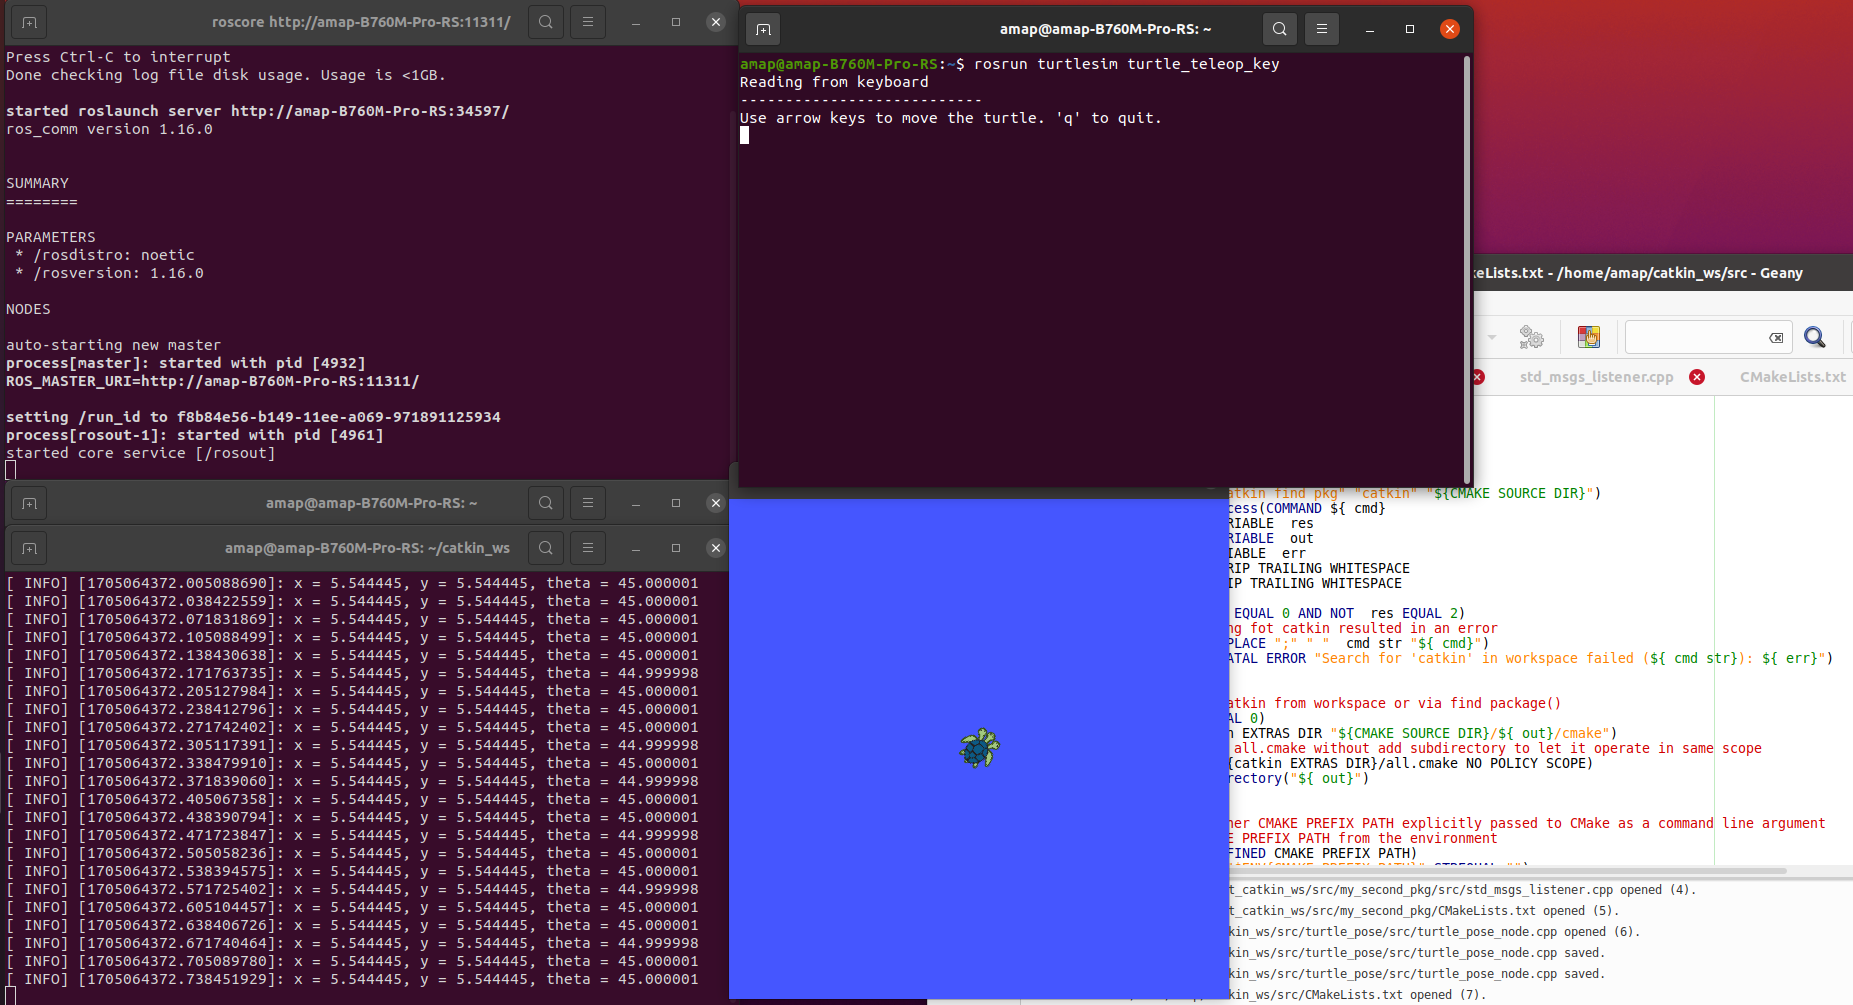 roscore http://amap-B760M-Pro-RS:11311/
Press Ctrl-C to interrupt
Done checking log file disk usage. Usage is <1GB.
started roslaunch server http://amap-B760M-Pro-RS:34597/
ros_comm version 1.16.0
SUMMARY
========
PARAMETERS
* /rosdistro: noetic
* /rosversion: 1.16.0
NODES
auto-starting new master
process[master]: started with pid [4932]
ROS_MASTER_URI=http://amap-B760M-Pro-RS:11311/
setting /run_id to f8b84e56-b149-11ee-a069-971891125934
process[rosout-1]: started with pid [4961]
started core service [/rosout]
amap@amap-B760M-Pro-RS: ~
amap@amap-B760M-Pro-RS:~$ rosrun turtlesim turtle_teleop_key
Reading from keyboard
---------------------------
Use arrow keys to move the turtle. 'q' to quit.
amap@amap-B760M-Pro-RS: ~
amap@amap-B760M-Pro-RS: ~/catkin_ws
[ INFO] [1705064372.005088690]: x = 5.544445, y = 5.544445, theta = 45.000001
[ INFO] [1705064372.038422559]: x = 5.544445, y = 5.544445, theta = 45.000001
[ INFO] [1705064372.071831869]: x = 5.544445, y = 5.544445, theta = 45.000001
[ INFO] [1705064372.105088499]: x = 5.544445, y = 5.544445, theta = 45.000001
[ INFO] [1705064372.138430638]: x = 5.544445, y = 5.544445, theta = 45.000001
[ INFO] [1705064372.171763735]: x = 5.544445, y = 5.544445, theta = 44.999998
[ INFO] [1705064372.205127984]: x = 5.544445, y = 5.544445, theta = 45.000001
[ INFO] [1705064372.238412796]: x = 5.544445, y = 5.544445, theta = 45.000001
[ INFO] [1705064372.271742402]: x = 5.544445, y = 5.544445, theta = 45.000001
[ INFO] [1705064372.305117391]: x = 5.544445, y = 5.544445, theta = 44.999998
[ INFO] [1705064372.338479910]: x = 5.544445, y = 5.544445, theta = 45.000001
[ INFO] [1705064372.371839060]: x = 5.544445, y = 5.544445, theta = 44.999998
[ INFO] [1705064372.405067358]: x = 5.544445, y = 5.544445, theta = 45.000001
[ INFO] [1705064372.438390794]: x = 5.544445, y = 5.544445, theta = 45.000001
[ INFO] [1705064372.471723847]: x = 5.544445, y = 5.544445, theta = 44.999998
[ INFO] [1705064372.505058236]: x = 5.544445, y = 5.544445, theta = 45.000001
[ INFO] [1705064372.538394575]: x = 5.544445, y = 5.544445, theta = 45.000001
[ INFO] [1705064372.571725402]: x = 5.544445, y = 5.544445, theta = 44.999998
[ INFO] [1705064372.605104457]: x = 5.544445, y = 5.544445, theta = 45.000001
[ INFO] [1705064372.638406726]: x = 5.544445, y = 5.544445, theta = 45.000001
[ INFO] [1705064372.671740464]: x = 5.544445, y = 5.544445, theta = 44.999998
[ INFO] [1705064372.705089780]: x = 5.544445, y = 5.544445, theta = 45.000001
[ INFO] [1705064372.738451929]: x = 5.544445, y = 5.544445, theta = 45.000001
keLists.txt - /home/amap/catkin_ws/src - Geany
std_msgs_listener.cpp
CMakeLists.txt
atkin find pkg" "catkin" "${CMAKE SOURCE DIR}")
cess(COMMAND ${ cmd}
RIABLE res
RIABLE out
IABLE err
RIP TRAILING WHITESPACE
IP TRAILING WHITESPACE
EQUAL 0 AND NOT res EQUAL 2)
ng fot catkin resulted in an error
PLACE ";" " " cmd str "${ cmd}")
ATAL ERROR "Search for 'catkin' in workspace failed (${ cmd str}): ${ err}")
atkin from workspace or via find package()
AL 0)
n EXTRAS DIR "${CMAKE SOURCE DIR}/${ out}/cmake")
all.cmake without add subdirectory to let it operate in same scope
{catkin EXTRAS DIR}/all.cmake NO POLICY SCOPE)
rectory("${ out}")
her CMAKE PREFIX PATH explicitly passed to CMake as a command line argument
E PREFIX PATH from the environment
FINED CMAKE PREFIX PATH)
t_catkin_ws/src/my_second_pkg/src/std_msgs_listener.cpp opened (4).
t_catkin_ws/src/my_second_pkg/CMakeLists.txt opened (5).
kin_ws/src/turtle_pose/src/turtle_pose_node.cpp opened (6).
kin_ws/src/turtle_pose/src/turtle_pose_node.cpp saved.
kin_ws/src/turtle_pose/src/turtle_pose_node.cpp saved.
kin_ws/src/CMakeLists.txt opened (7).